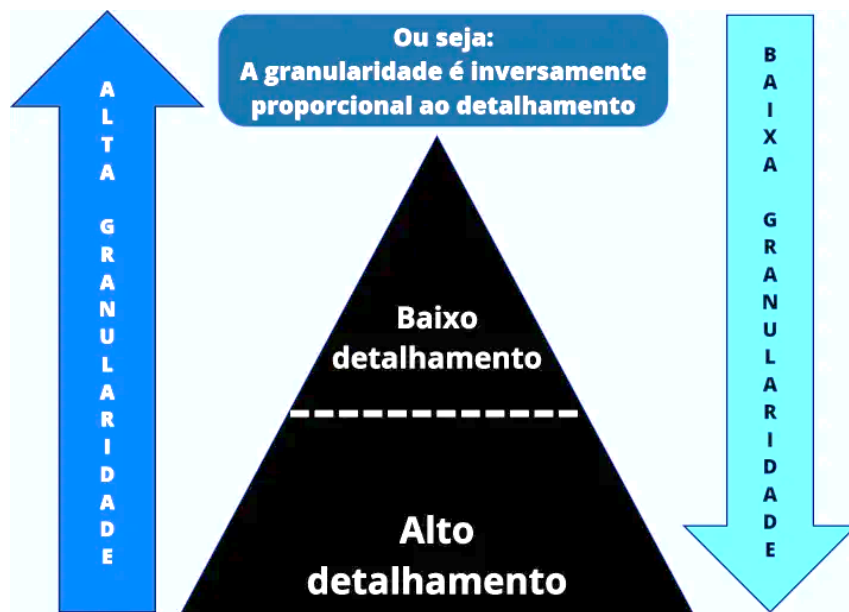 Ou seja:
A granularidade é inversamente
proporcional ao detalhamento
ALTA GRANULARIDADE
BAIXA GRANULARIDADE
Baixo
detalhamento
Alto
detalhamento